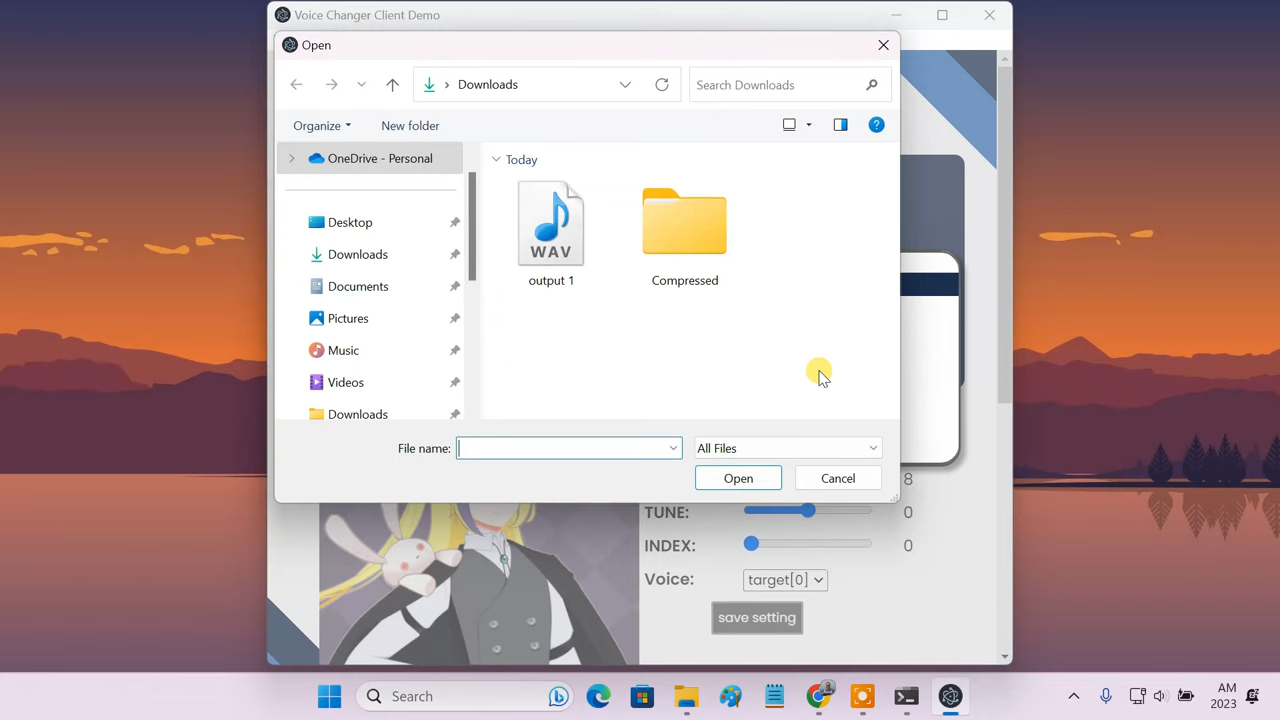 Voice Changer Client Demo
Open
Downloads
Search Downloads
Organize
New folder
OneDrive - Personal
Today
Desktop
Downloads
Documents
Pictures
Music
Videos
Downloads
WAV
output 1
Compressed
File name:
All Files
Open
Cancel
8
TUNE:
0
INDEX:
0
Voice:
target[0]
save setting
Search
AM
2023